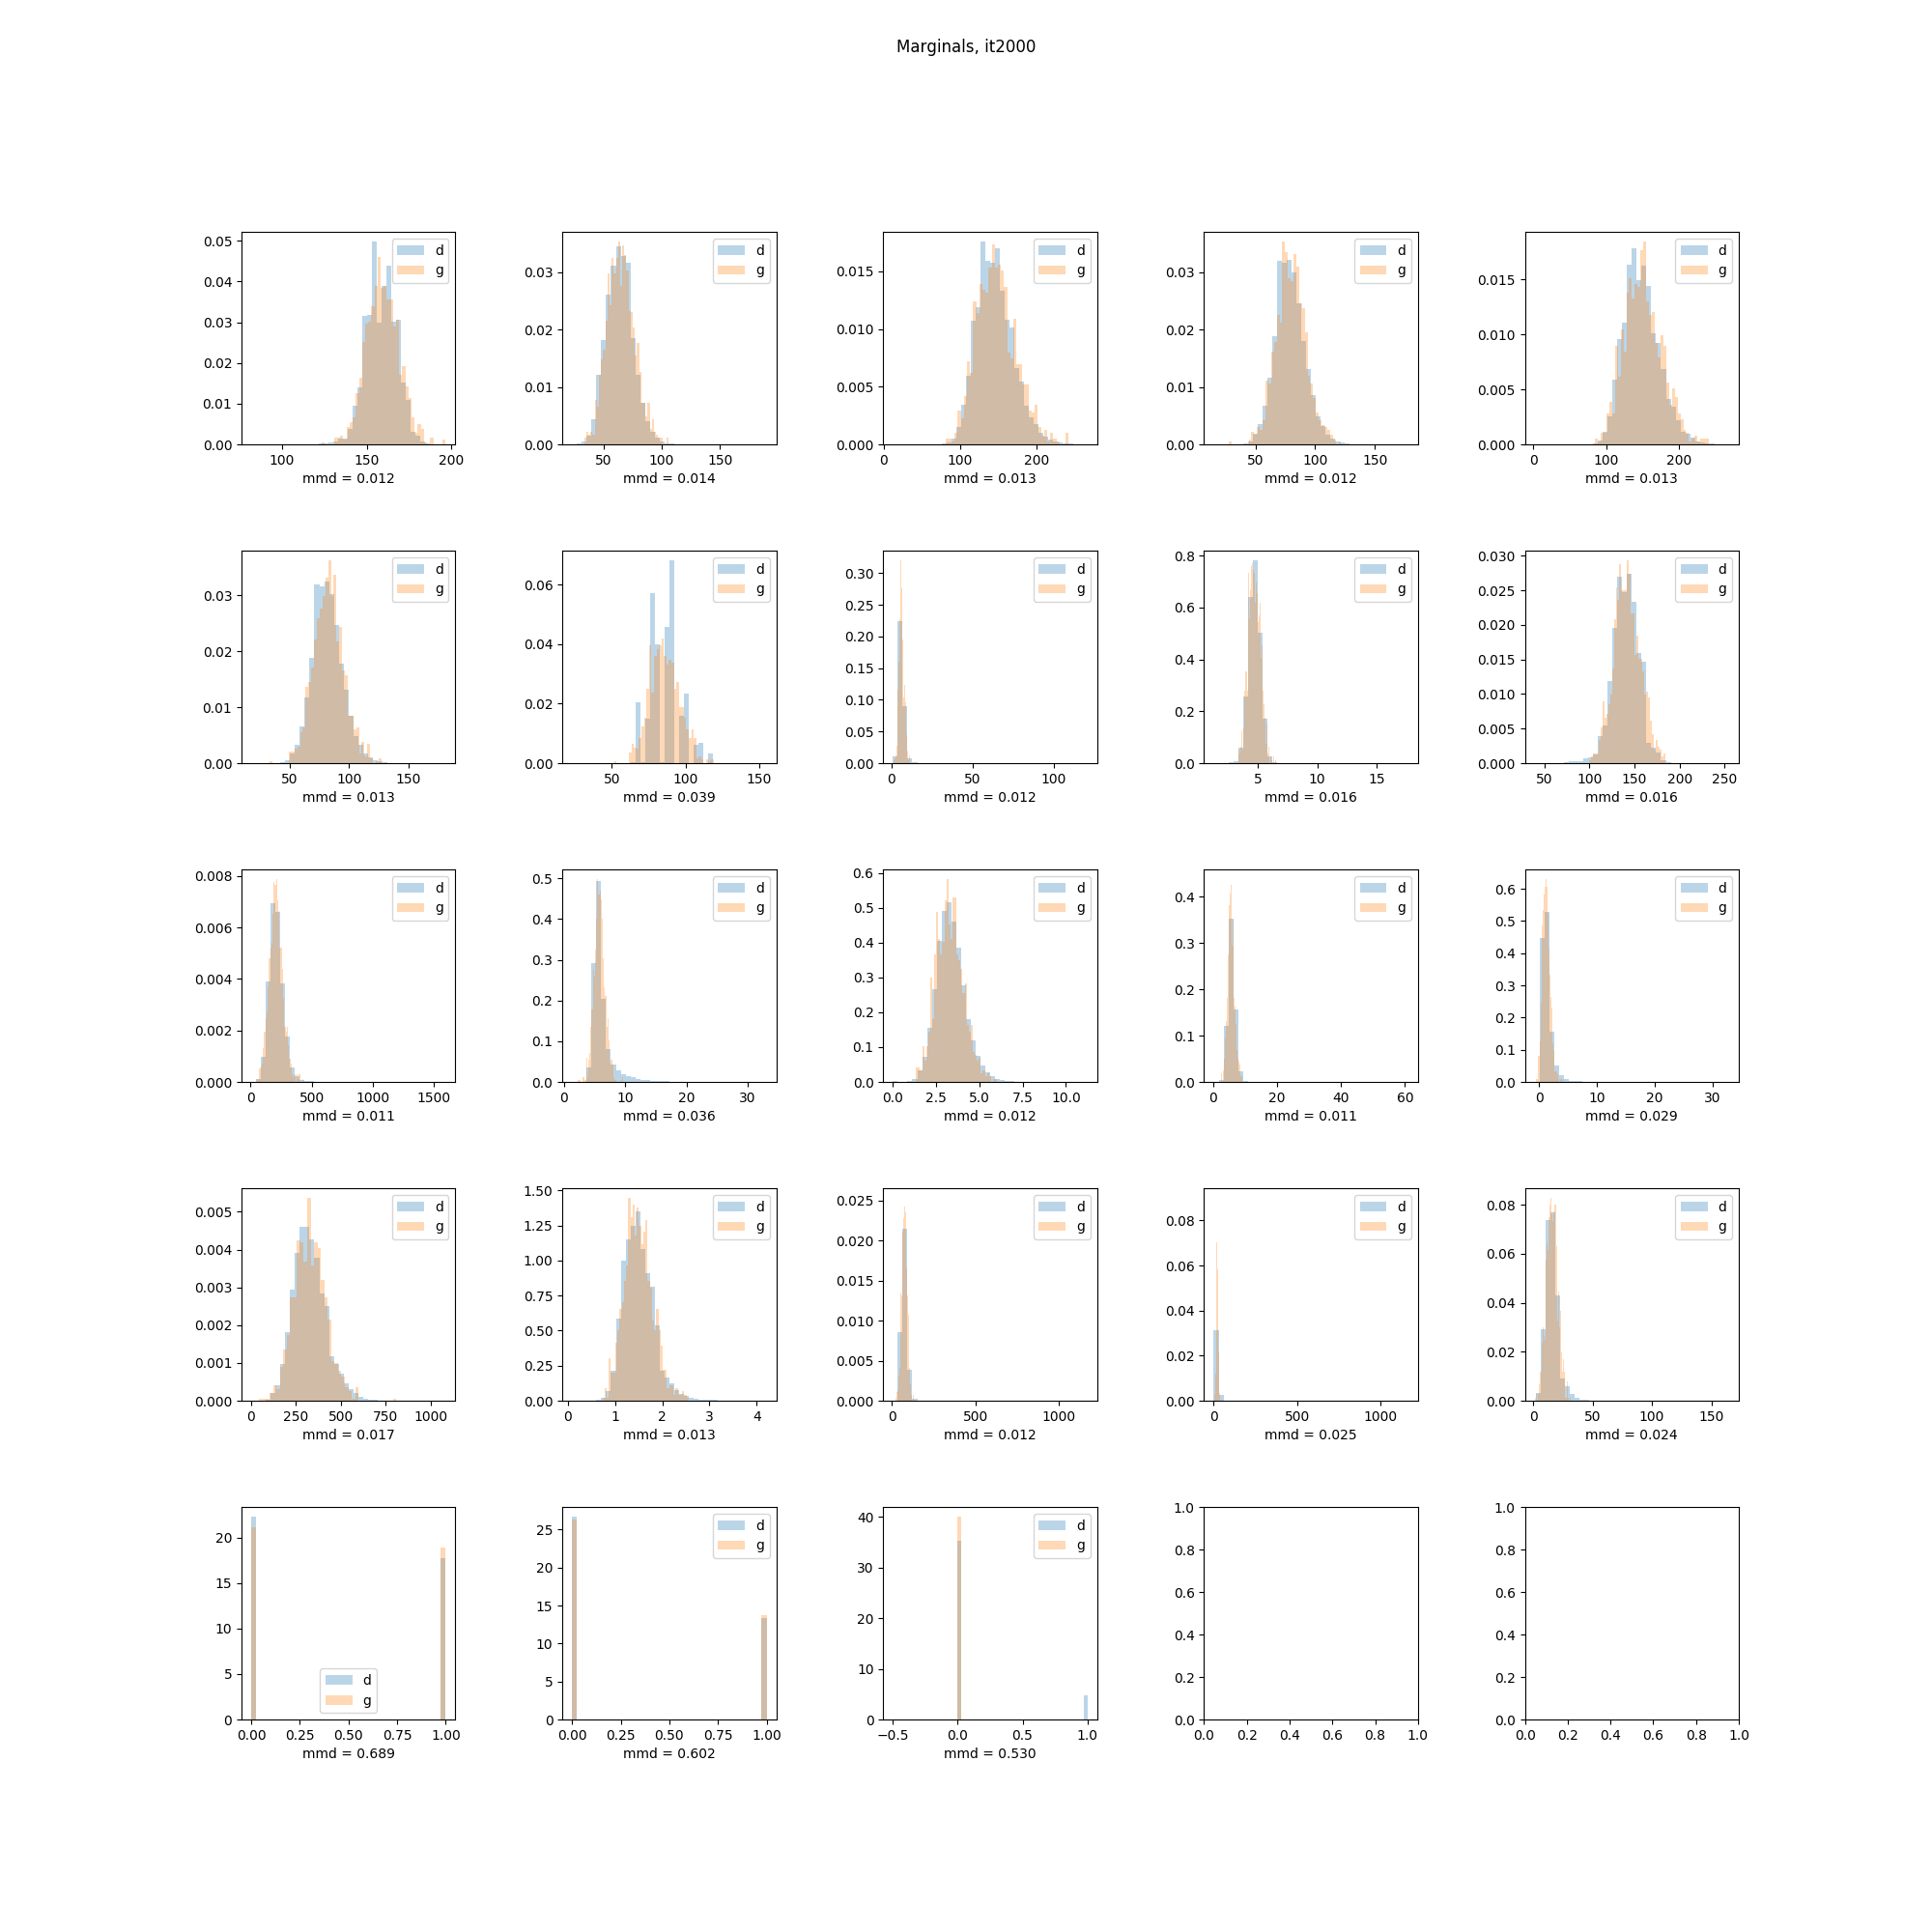 Marginals, it2000
0.05
0.04
0.03
0.02
0.01
0.00
100 150 200
mmd = 0.012
d
g
0.03
0.02
0.01
0.00
50 100 150
mmd = 0.014
d
g
0.015
0.010
0.005
0.000
0 100 200
mmd = 0.013
d
g
0.03
0.02
0.01
0.00
50 100 150
mmd = 0.012
d
g
0.015
0.010
0.005
0.000
0 100 200
mmd = 0.013
d
g
0.03
0.02
0.01
0.00
50 100 150
mmd = 0.013
d
g
0.06
0.04
0.02
0.00
50 100 150
mmd = 0.039
d
g
0.30
0.25
0.20
0.15
0.10
0.05
0.00
0 50 100
mmd = 0.012
d
g
0.8
0.6
0.4
0.2
0.0
5 10 15
mmd = 0.016
d
g
0.030
0.025
0.020
0.015
0.010
0.005
0.000
50 100 150 200 250
mmd = 0.016
d
g
0.008
0.006
0.004
0.002
0.000
0 500 1000 1500
mmd = 0.011
d
g
0.5
0.4
0.3
0.2
0.1
0.0
0 10 20 30
mmd = 0.036
d
g
0.6
0.5
0.4
0.3
0.2
0.1
0.0
0.0 2.5 5.0 7.5 10.0
mmd = 0.012
d
g
0.4
0.3
0.2
0.1
0.0
0 20 40 60
mmd = 0.011
d
g
0.6
0.5
0.4
0.3
0.2
0.1
0.0
0 10 20 30
mmd = 0.029
d
g
0.005
0.004
0.003
0.002
0.001
0.000
0 250 500 750 1000
mmd = 0.017
d
g
1.50
1.25
1.00
0.75
0.50
0.25
0.00
0 1 2 3 4
mmd = 0.013
d
g
0.025
0.020
0.015
0.010
0.005
0.000
0 500 1000
mmd = 0.012
d
g
0.08
0.06
0.04
0.02
0.00
0 500 1000
mmd = 0.025
d
g
0.08
0.06
0.04
0.02
0.00
0 50 100 150
mmd = 0.024
d
g
20
15
10
5
0
0.00 0.25 0.50 0.75 1.00
mmd = 0.689
d
g
25
20
15
10
5
0
0.00 0.25 0.50 0.75 1.00
mmd = 0.602
d
g
40
30
20
10
0
−0.5 0.0 0.5 1.0
mmd = 0.530
d
g
1.0
0.8
0.6
0.4
0.2
0.0
0.0 0.2 0.4 0.6 0.8 1.0
1.0
0.8
0.6
0.4
0.2
0.0
0.0 0.2 0.4 0.6 0.8 1.0